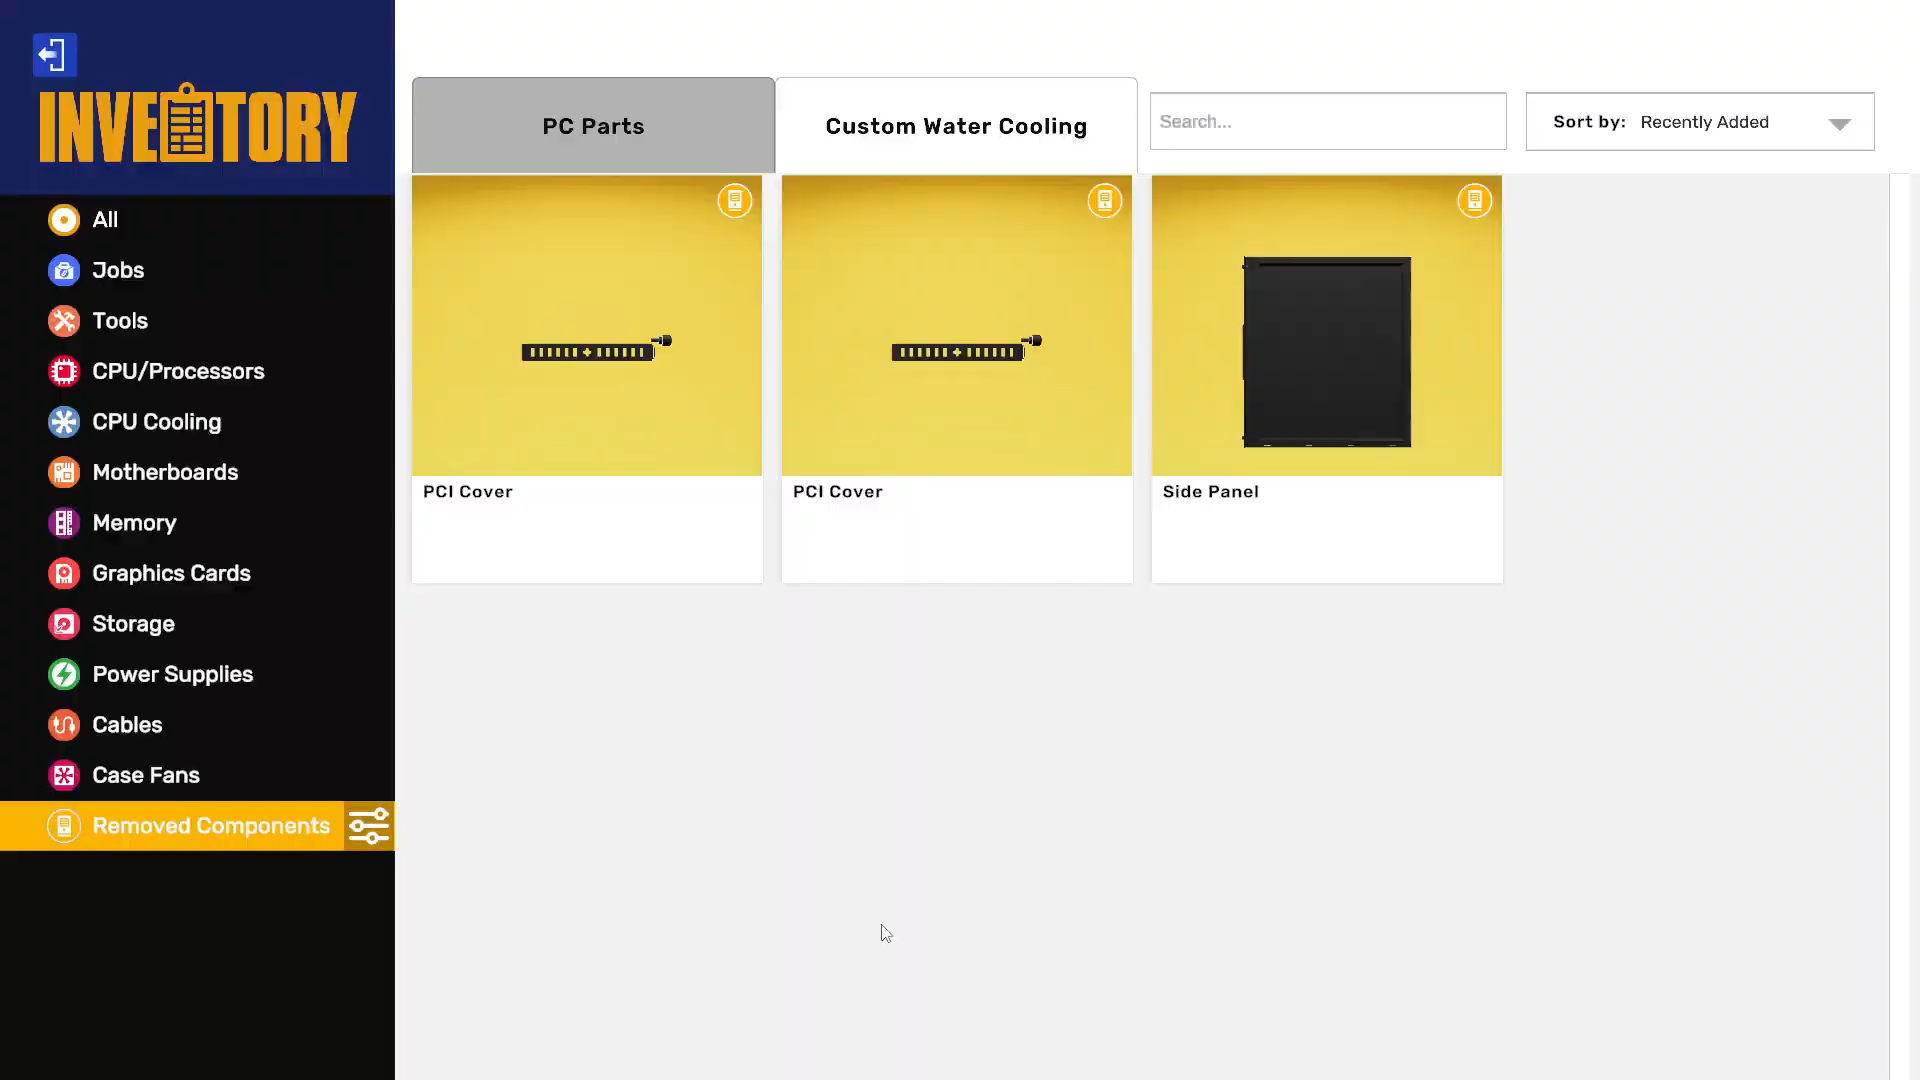 INVENTORY
PC Parts
Custom Water Cooling
Search...
Sort by: Recently Added
All
Jobs
Tools
CPU/Processors
CPU Cooling
Motherboards
Memory
Graphics Cards
Storage
Power Supplies
Cables
Case Fans
Removed Components
PCI Cover
PCI Cover
Side Panel